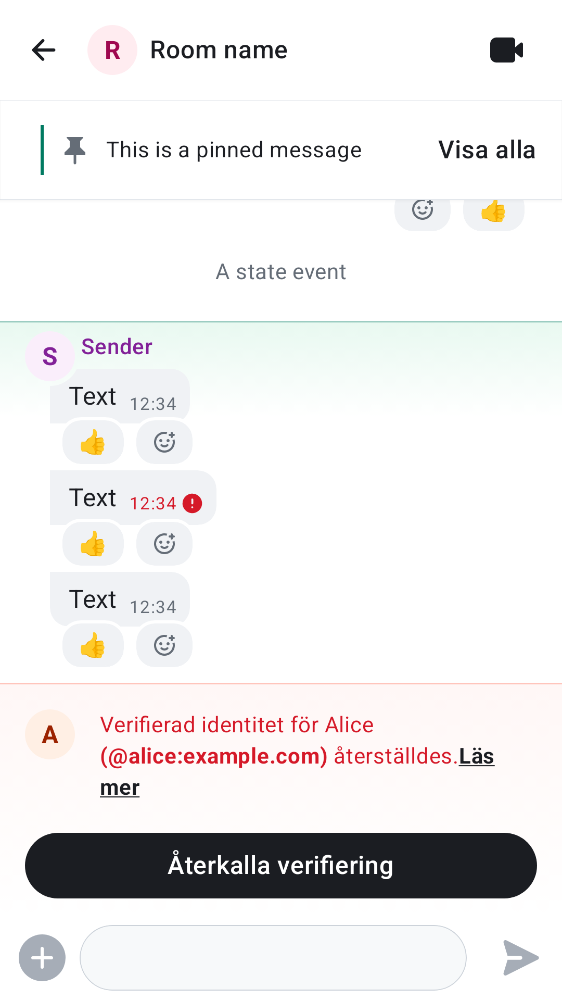 R Room name
This is a pinned message Visa alla
A state event
S Sender
Text 12:34
Text 12:34
Text 12:34
A Verifierad identitet för Alice
(@alice:example.com) återställdes.Läs
mer
Återkalla verifiering